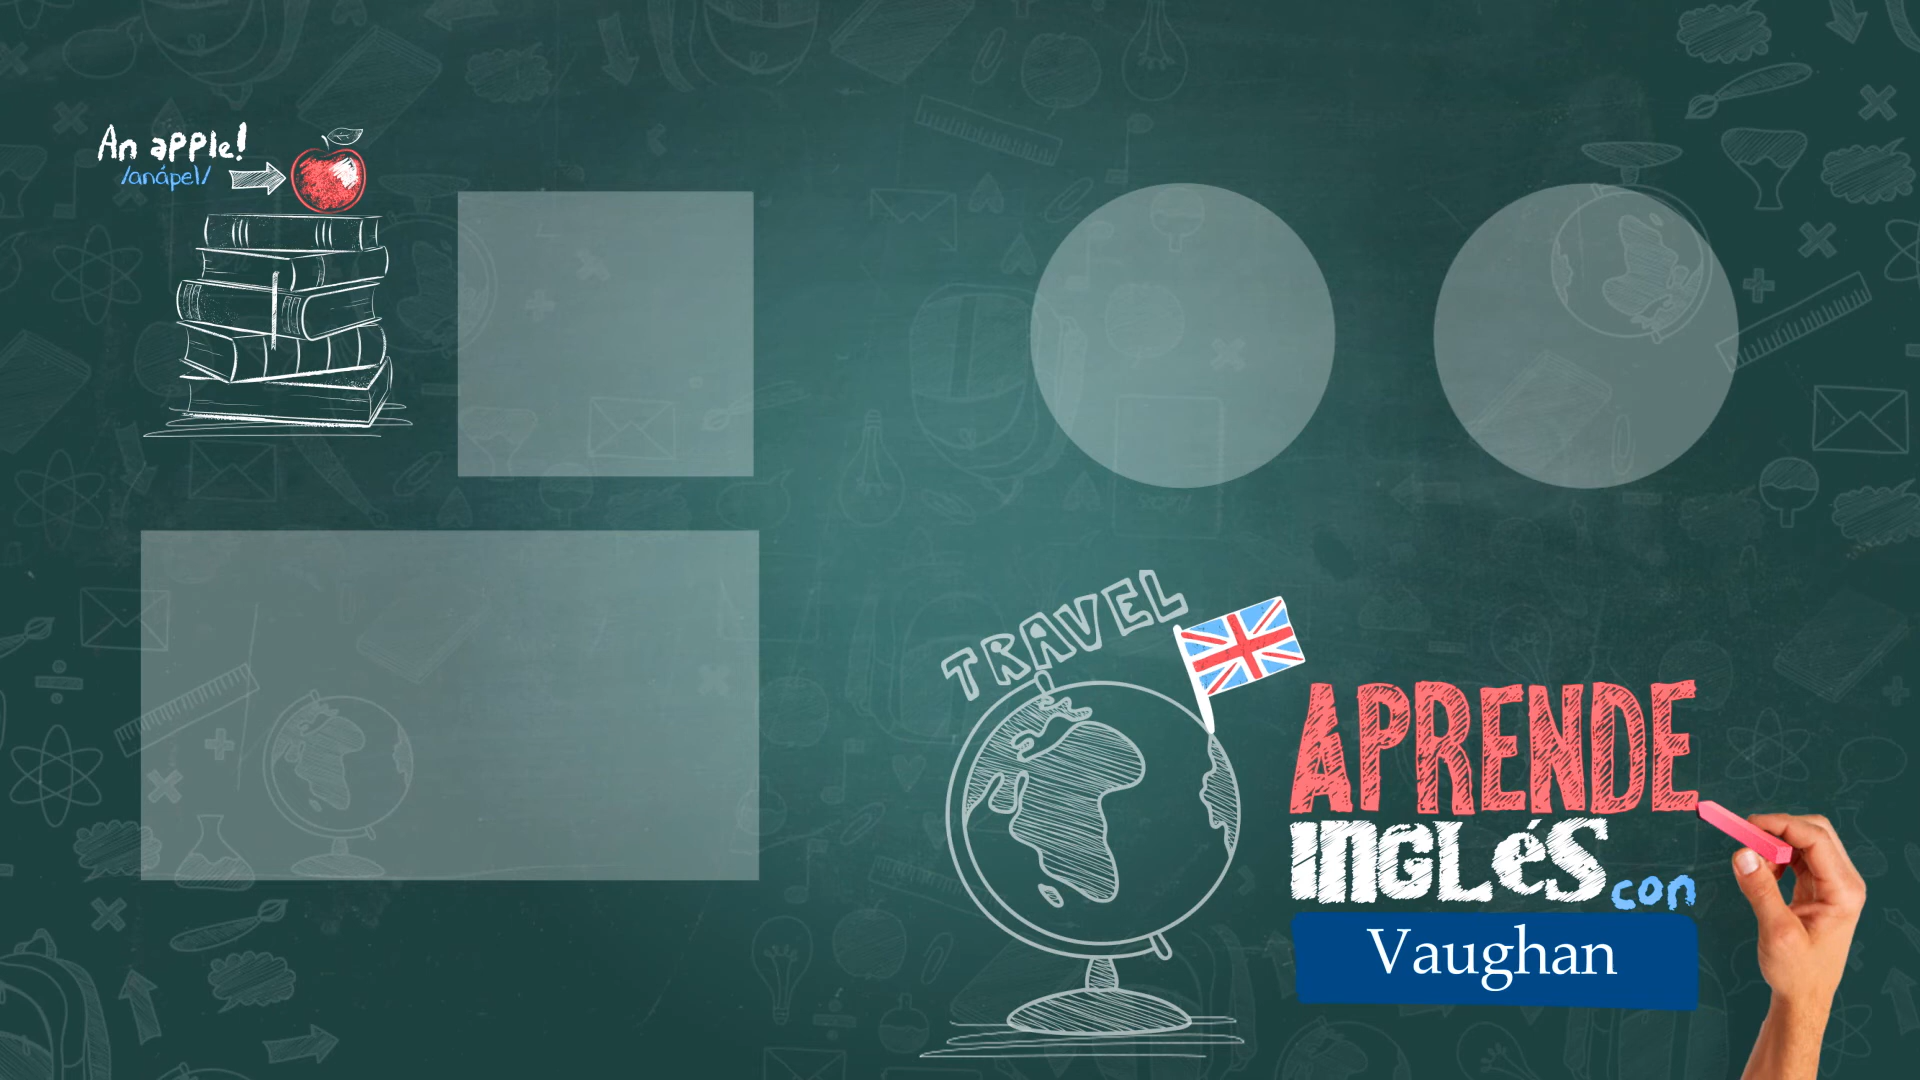 An apple!
/anápel/
TRAVEL
APRENDE
INGLéS con
Vaughan